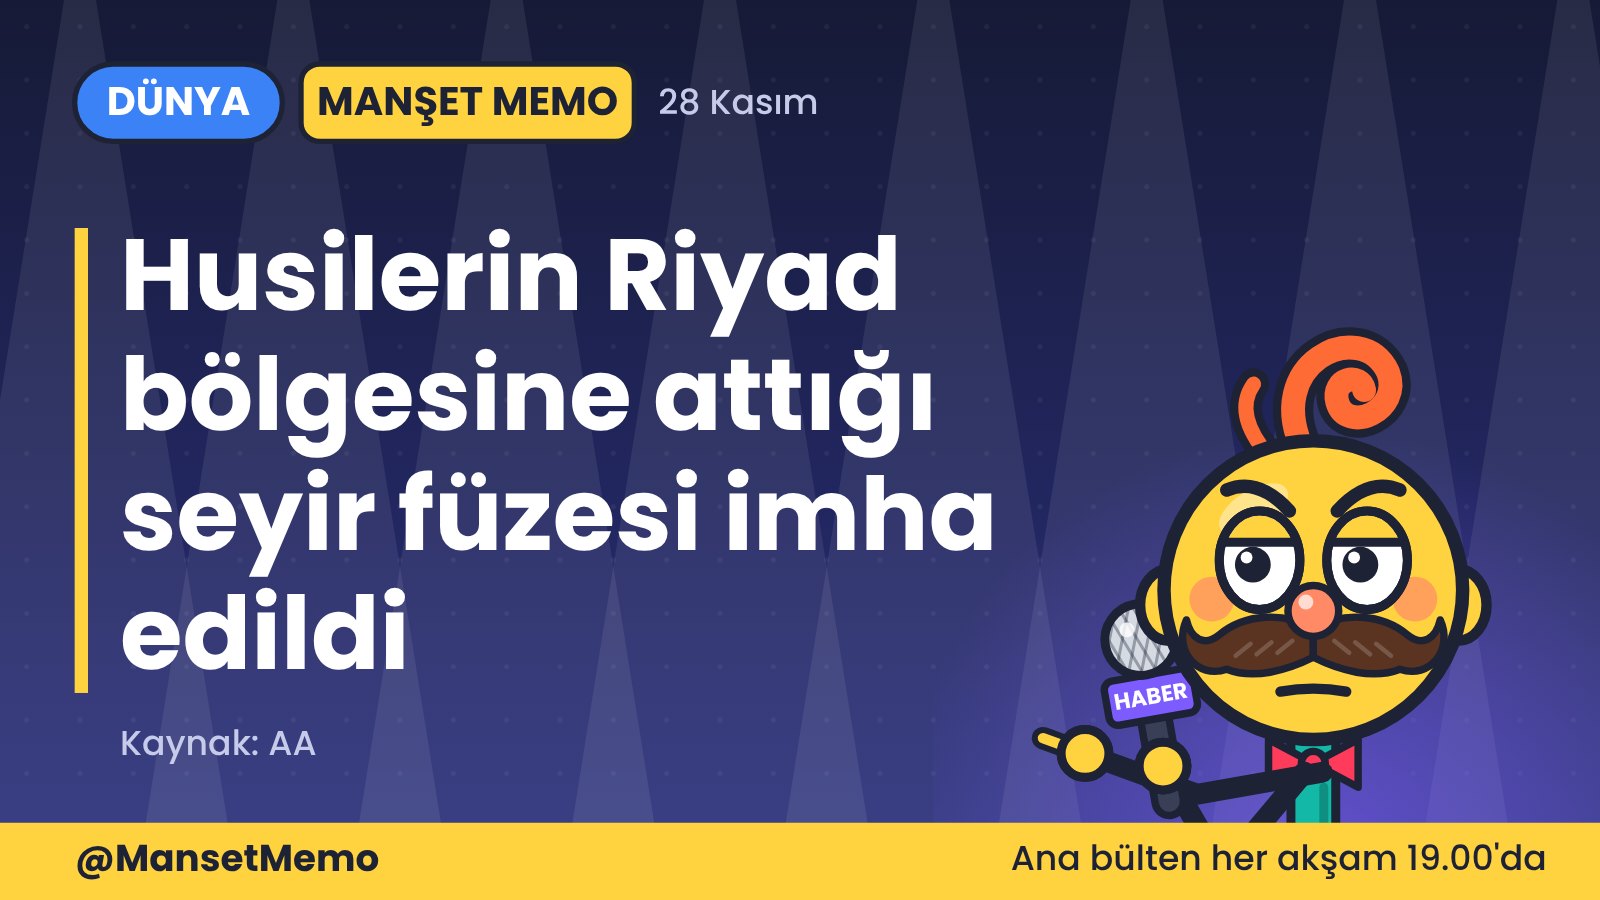 DÜNYA MANŞET MEMO 28 Kasım
Husilerin Riyad
bölgesine attığı
seyir füzesi imha
edildi
Kaynak: AA
HABER
@MansetMemo Ana bülten her akşam 19.00'da